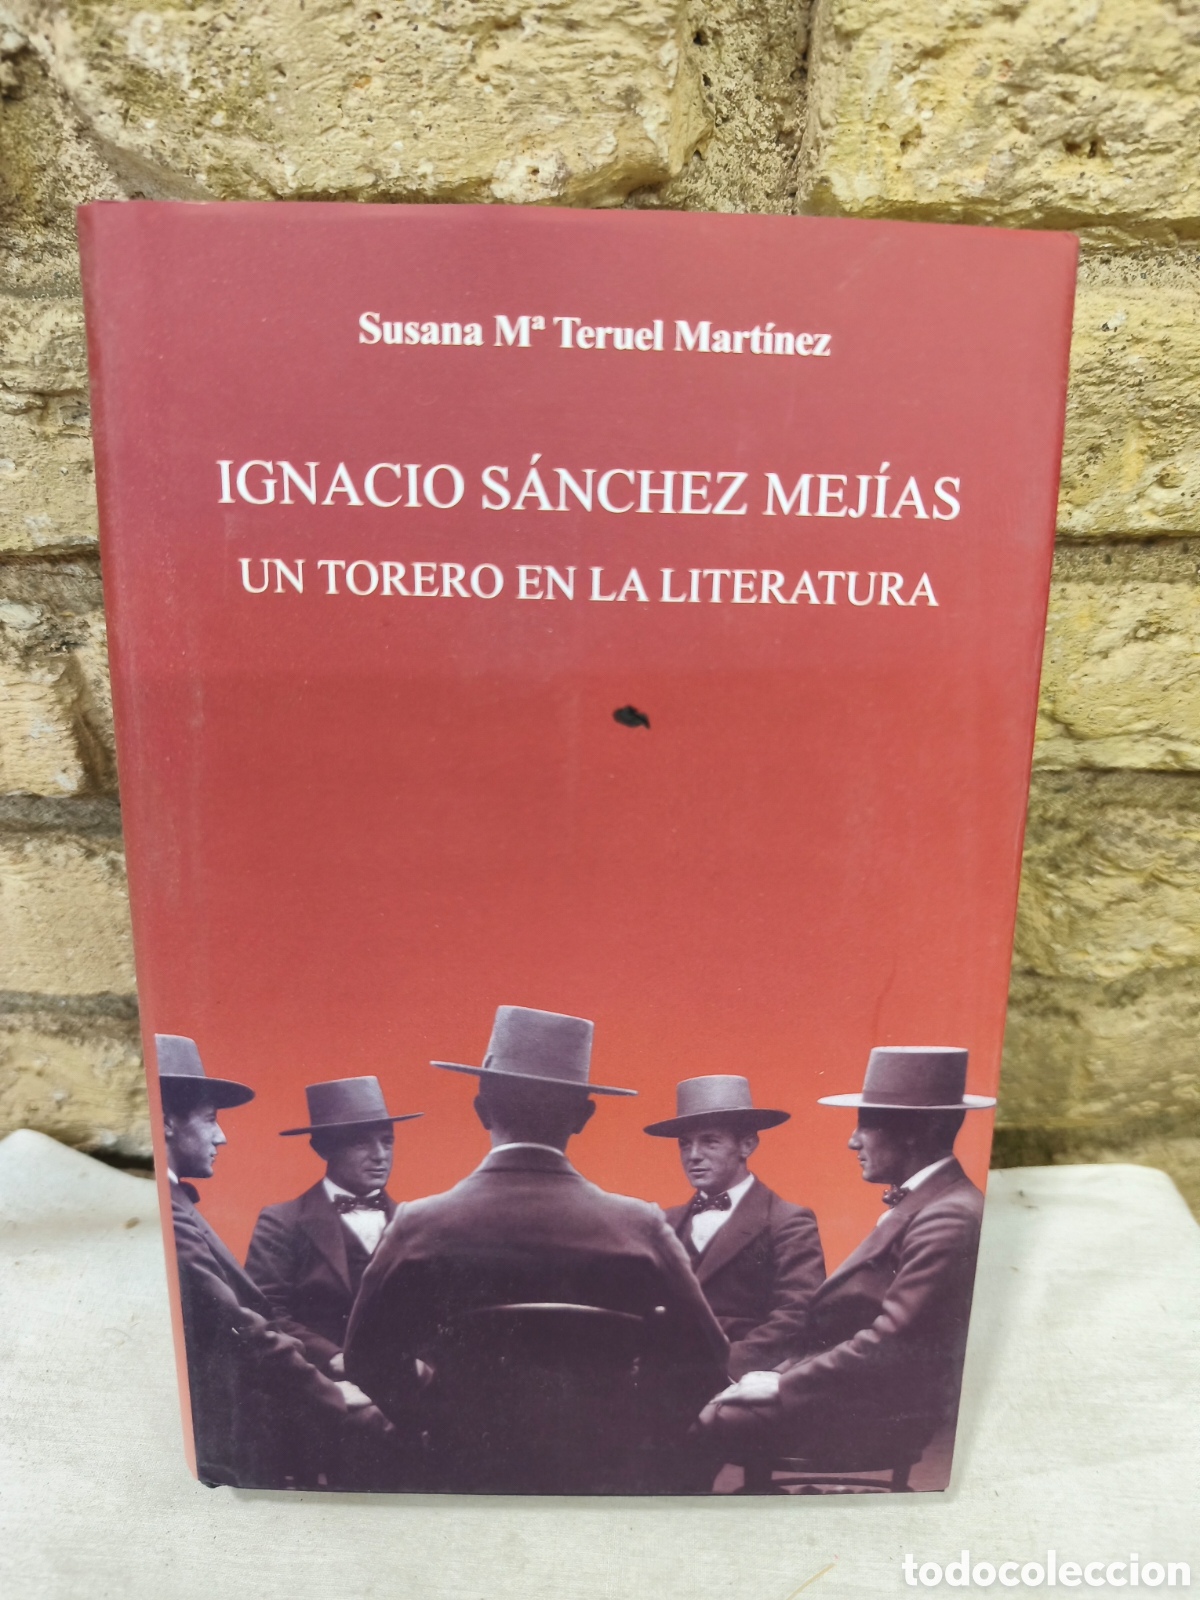 Susana Mª Teruel Martínez
IGNACIO SÁNCHEZ MEJÍAS
UN TORERO EN LA LITERATURA
todocoleccion